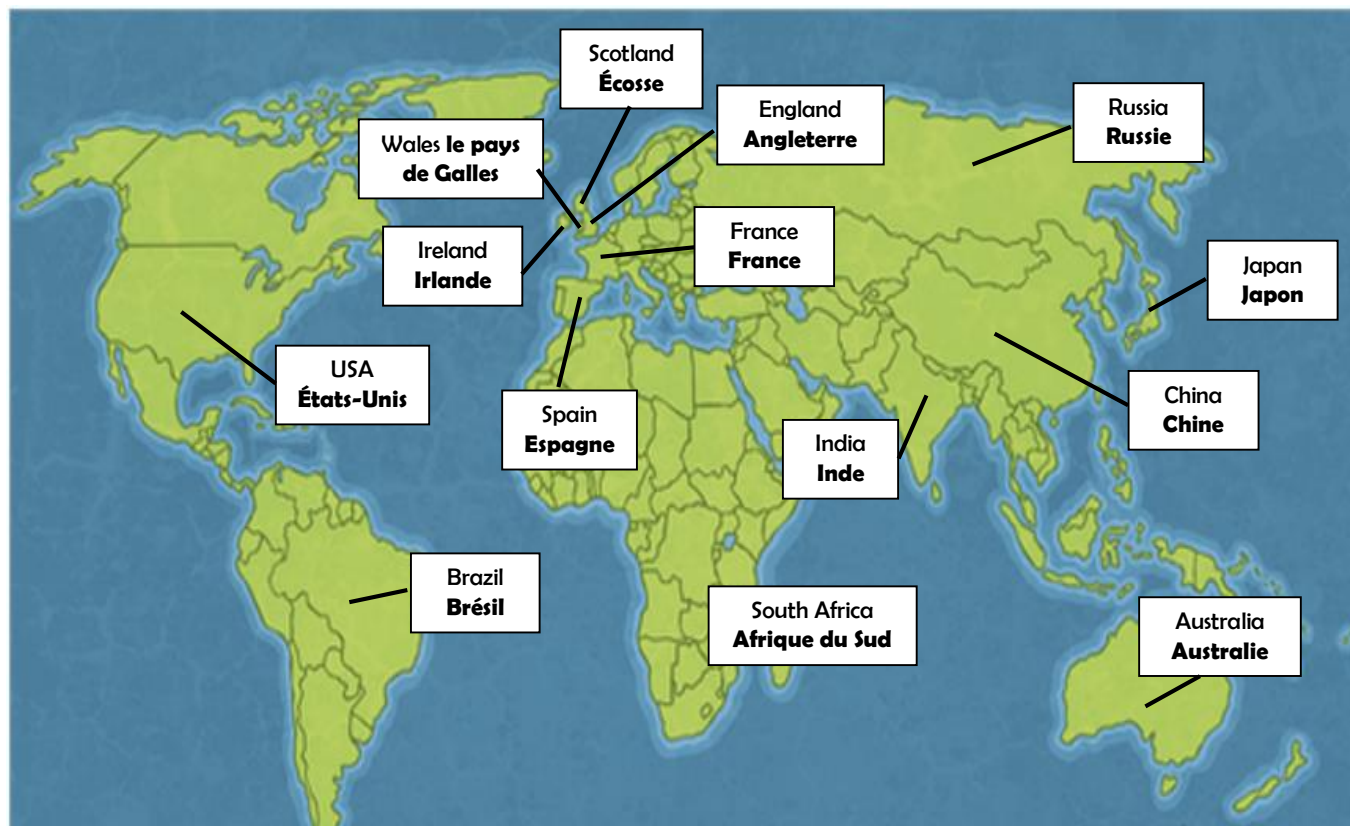 Scotland
Écosse
England
Angleterre
Russia
Russie
Wales le pays
de Galles
Ireland
Irlande
France
France
Japan
Japon
USA
États-Unis
Spain
Espagne
India
Inde
China
Chine
Brazil
Brésil
South Africa
Afrique du Sud
Australia
Australie